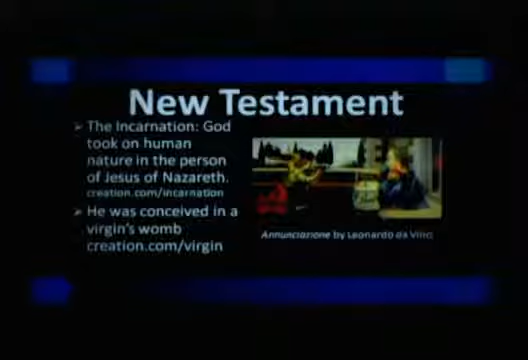 New Testament
➢ The Incarnation: God
took on human
nature in the person
of Jesus of Nazareth.
creation.com/incarnation
➢ He was conceived in a
virgin's womb
creation.com/virgin
Annunciazione by Leonardo da Vinci